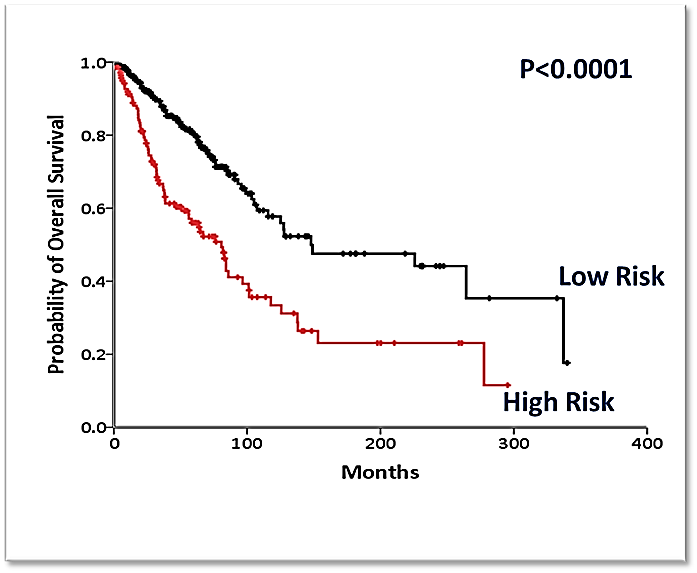 P<0.0001
Probability of Overall Survival
1.0
0.8
0.6
0.4
0.2
0.0
Low Risk
High Risk
0 100 200 300 400
Months